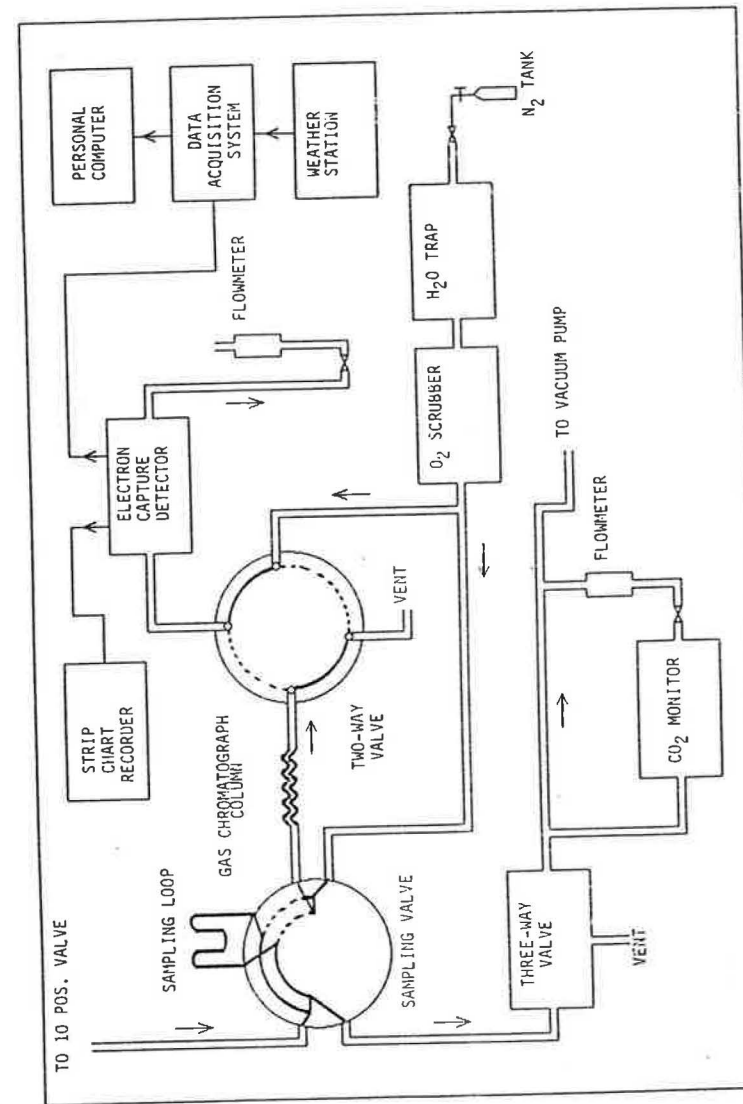 TO 10 POS. VALVE
SAMPLING LOOP
SAMPLING VALVE
GAS CHROMATOGRAPH
COLUMN
TWO-WAY
VALVE
VENT
STRIP
CHART
RECORDER
ELECTRON
CAPTURE
DETECTOR
FLOWMETER
PERSONAL
COMPUTER
DATA
ACQUISITION
SYSTEM
WEATHER
STATION
O2 SCRUBBER
H2O TRAP
N2 TANK
THREE-WAY
VALVE
VENT
CO2 MONITOR
FLOWMETER
TO VACUUM PUMP